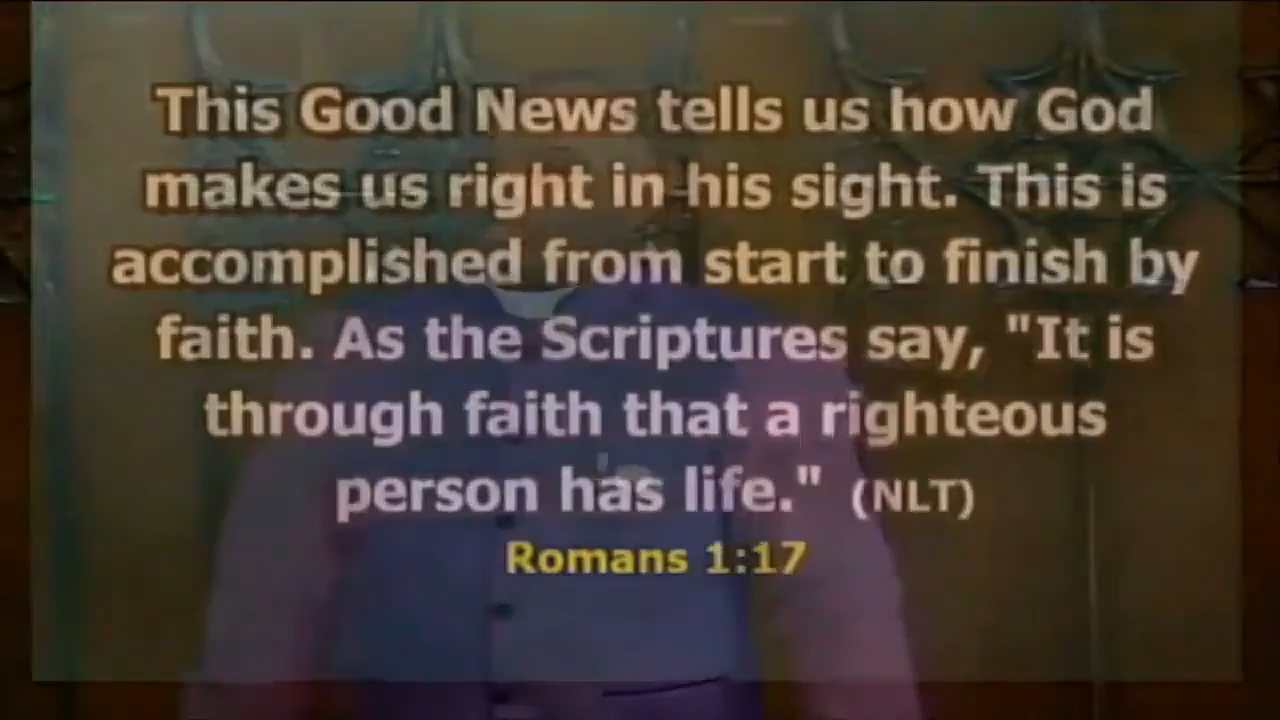 This Good News tells us how God
makes us right in his sight. This is
accomplished from start to finish by
faith. As the Scriptures say, "It is
through faith that a righteous
person has life." (NLT)
Romans 1:17